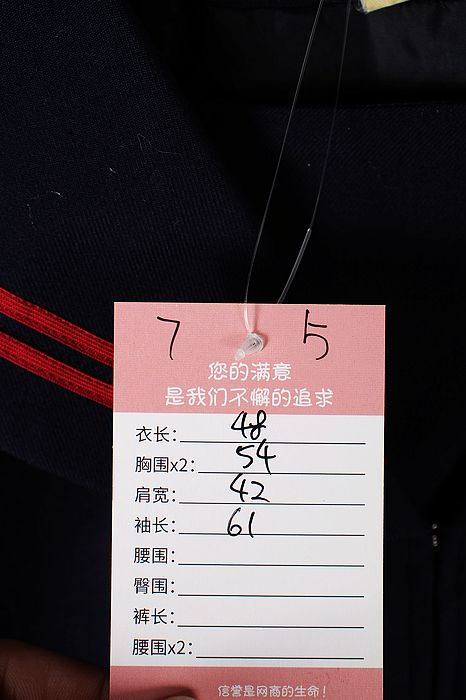 7 5
您的满意
是我们不懈的追求
衣长: 48
胸围x2: 54
肩宽: 42
袖长: 61
腰围:
臀围:
裤长:
腰围x2:
信誉是网商的生命!